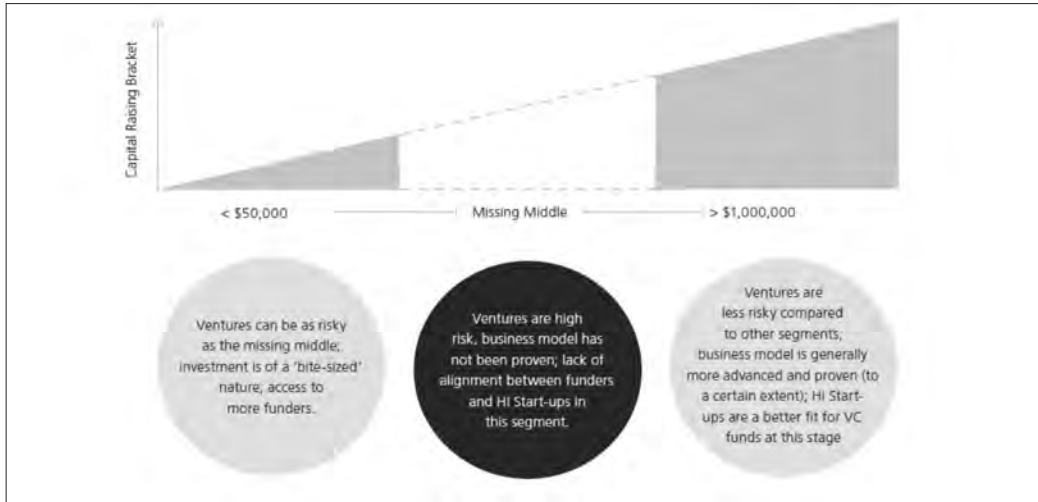 Capital Raising Bracket
< $50,000
Missing Middle
> $1,000,000
Ventures can be as risky
as the missing middle;
investment is of a 'bite-sized'
nature; access to
more funders.
Ventures are high
risk, business model has
not been proven; lack of
alignment between funders
and HI Start-ups in
this segment.
Ventures are
less risky compared
to other segments;
business model is generally
more advanced and proven (to
a certain extent); HI Start-
ups are a better fit for VC
funds at this stage